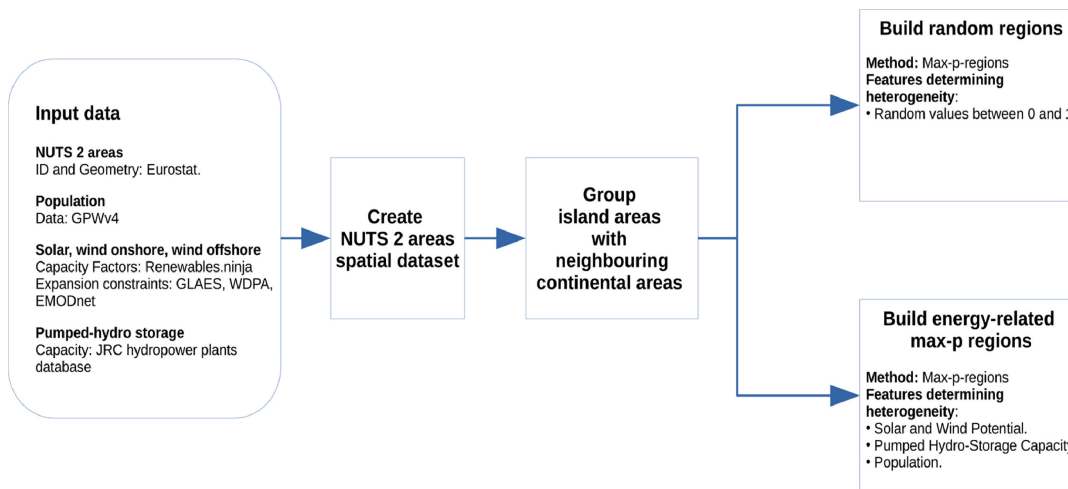 Input data
NUTS 2 areas
ID and Geometry: Eurostat.
Population
Data: GPWv4
Solar, wind onshore, wind offshore
Capacity Factors: Renewables.ninja
Expansion constraints: GLAES, WDPA,
EMODnet
Pumped-hydro storage
Capacity: JRC hydropower plants
database
Create
NUTS 2 areas
spatial dataset
Group
island areas
with
neighbouring
continental areas
Build random regions
Method: Max-p-regions
Features determining
heterogeneity:
• Random values between 0 and 1
Build energy-related
max-p regions
Method: Max-p-regions
Features determining
heterogeneity:
• Solar and Wind Potential.
• Pumped Hydro-Storage Capacity
• Population.